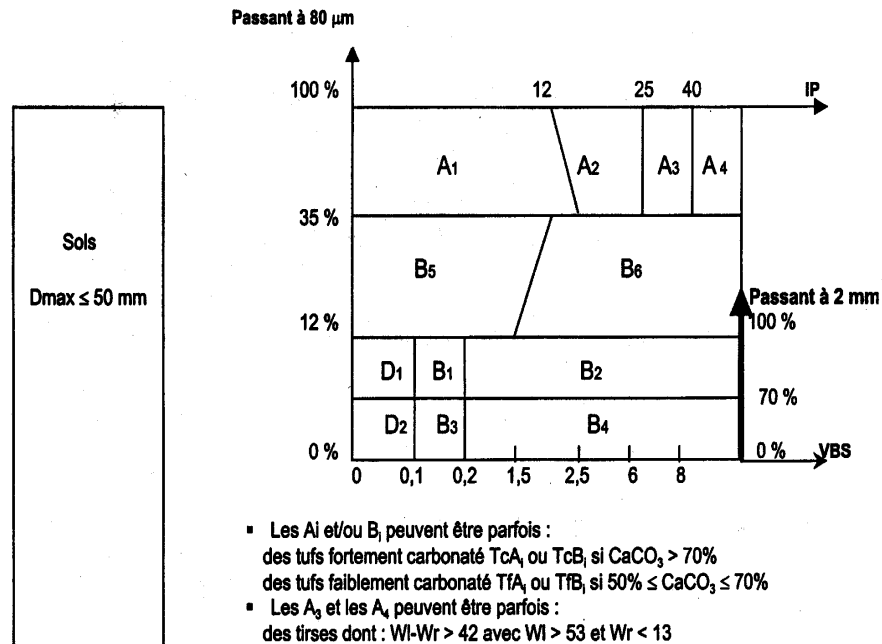 Passant à 80 µm
100 % 12 25 40 IP
A1 A2 A3 A4
35 %
Sols
B5 B6
Dmax ≤ 50 mm
Passant à 2 mm
12 % 100 %
D1 B1 B2
70 %
D2 B3 B4
0 % 0 % VBS
0 0,1 0,2 1,5 2,5 6 8
▪ Les Ai et/ou Bi peuvent être parfois :
des tufs fortement carbonaté TcAi ou TcBi si CaCO3 > 70%
des tufs faiblement carbonaté TfAi ou TfBi si 50% ≤ CaCO3 ≤ 70%
▪ Les A3 et les A4 peuvent être parfois :
des tirses dont : Wl-Wr > 42 avec Wl > 53 et Wr < 13